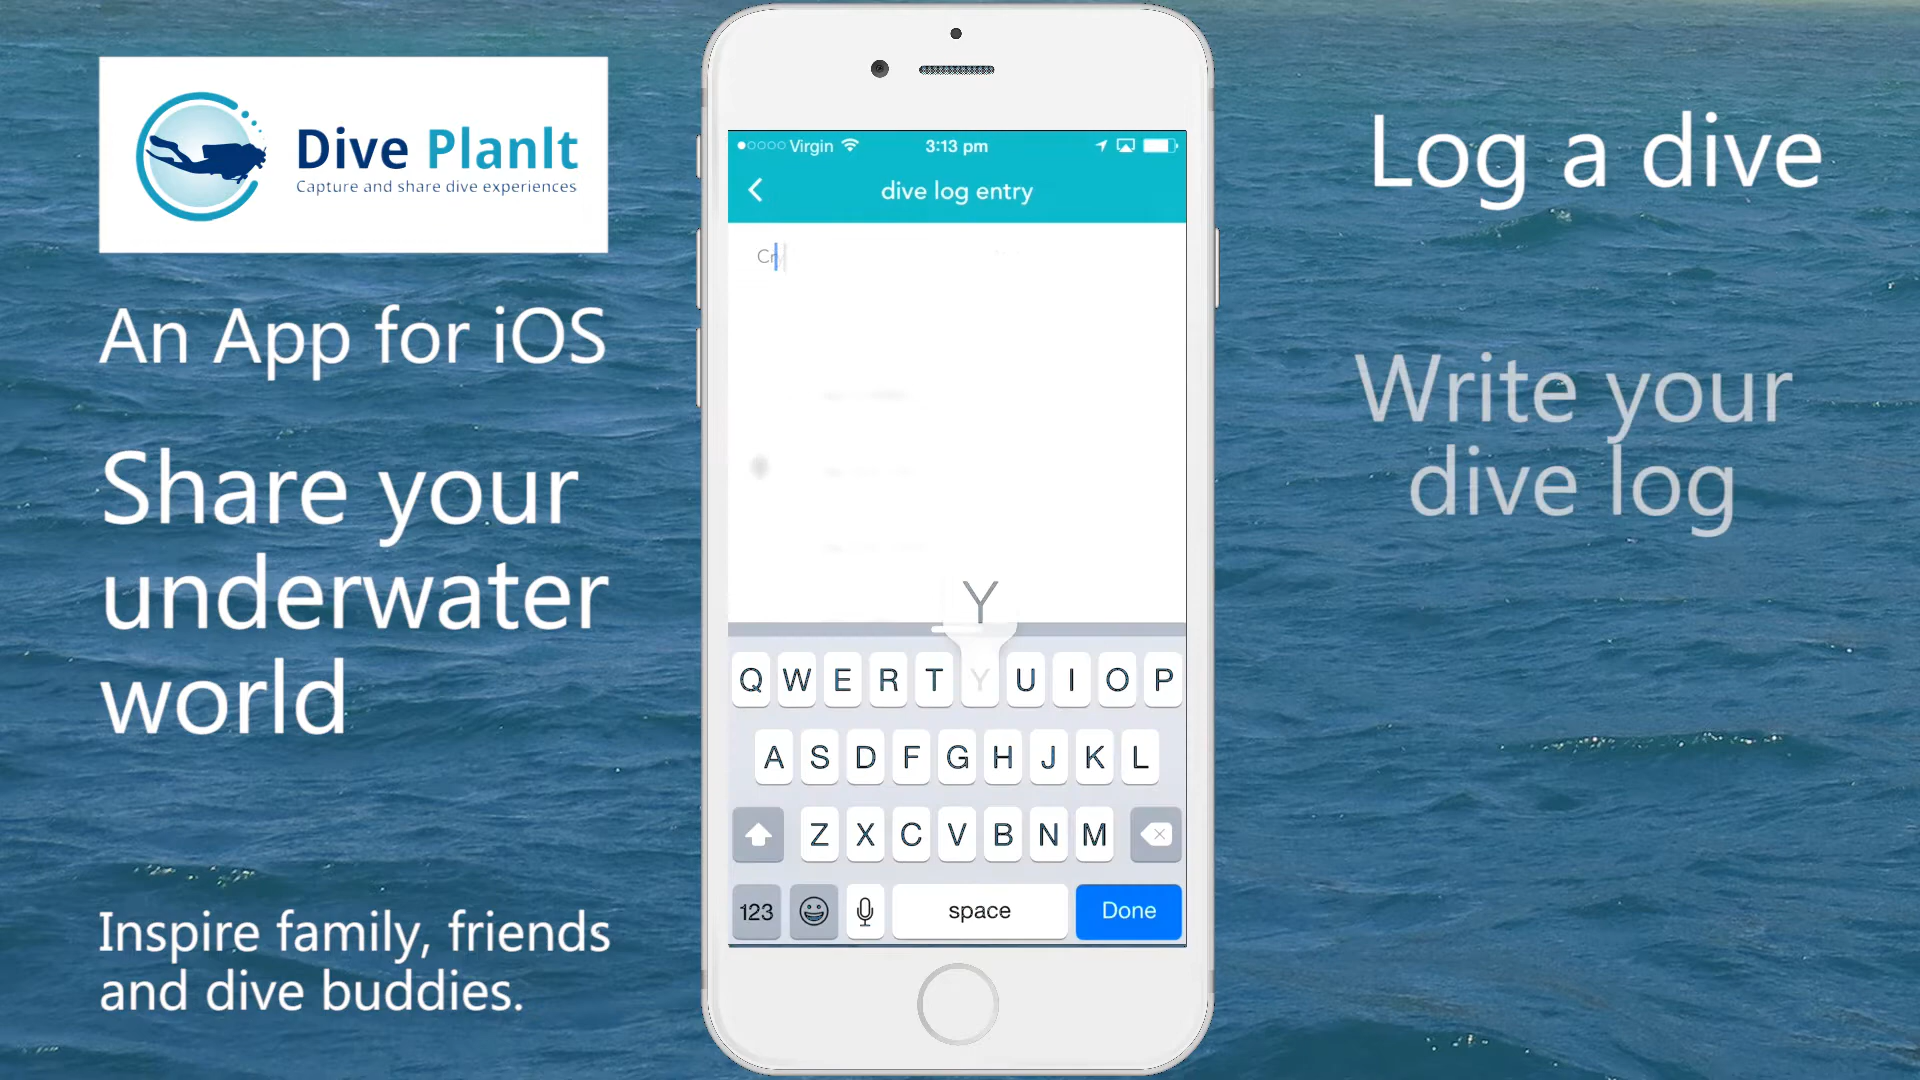 Dive PlanIt
Capture and share dive experiences
An App for iOS
Share your
underwater
world
Inspire family, friends
and dive buddies.
Virgin
3:13 pm
dive log entry
Cr
Y
Q W E R T Y U I O P
A S D F G H J K L
Z X C V B N M
123
space
Done
Log a dive
Write your
dive log